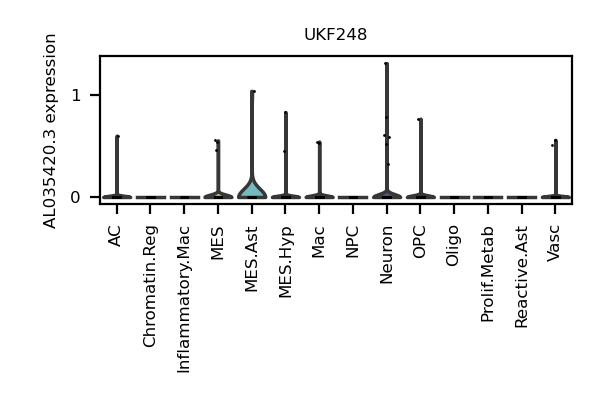 UKF248
AL035420.3 expression
1
0
AC
Chromatin.Reg
Inflammatory.Mac
MES
MES.Ast
MES.Hyp
Mac
NPC
Neuron
OPC
Oligo
Prolif.Metab
Reactive.Ast
Vasc